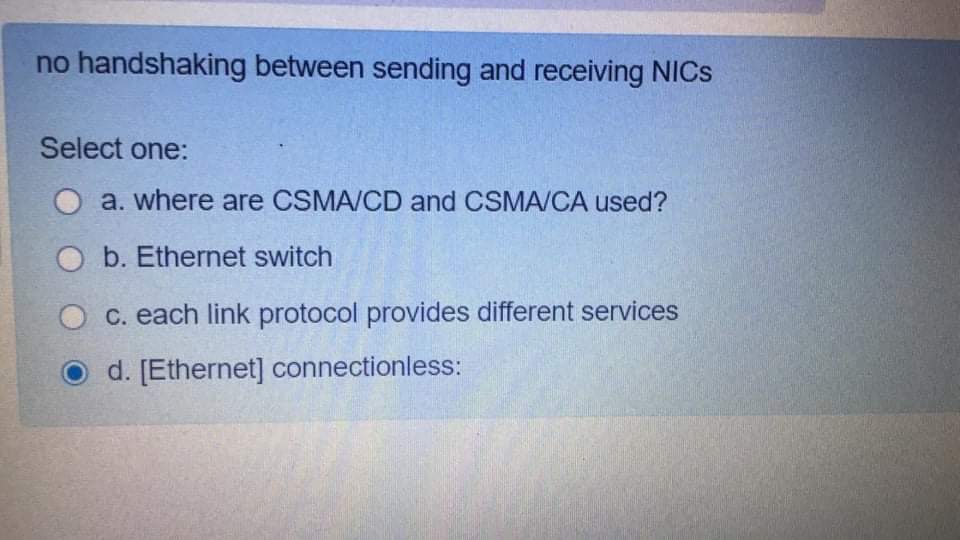 no handshaking between sending and receiving NICs
Select one:
a. where are CSMA/CD and CSMA/CA used?
b. Ethernet switch
c. each link protocol provides different services
d. [Ethernet] connectionless: